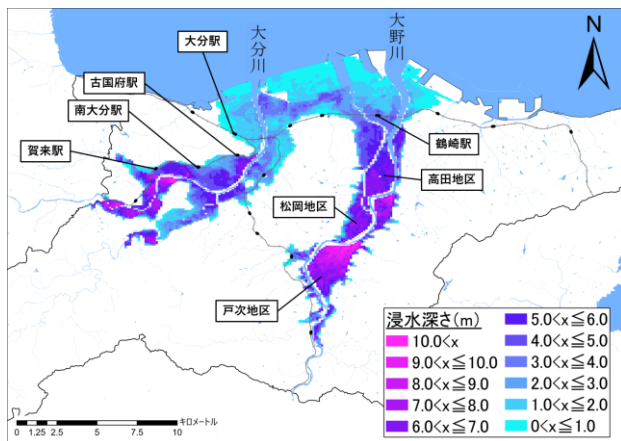 大分川
大野川
N
大分駅
古国府駅
南大分駅
賀来駅
鶴崎駅
高田地区
松岡地区
戸次地区
浸水深さ(m)
10.0<x
9.0<x≦10.0
8.0<x≦9.0
7.0<x≦8.0
6.0<x≦7.0
5.0<x≦6.0
4.0<x≦5.0
3.0<x≦4.0
2.0<x≦3.0
1.0<x≦2.0
0<x≦1.0
0 1.25 2.5 5 7.5 10 キロメートル